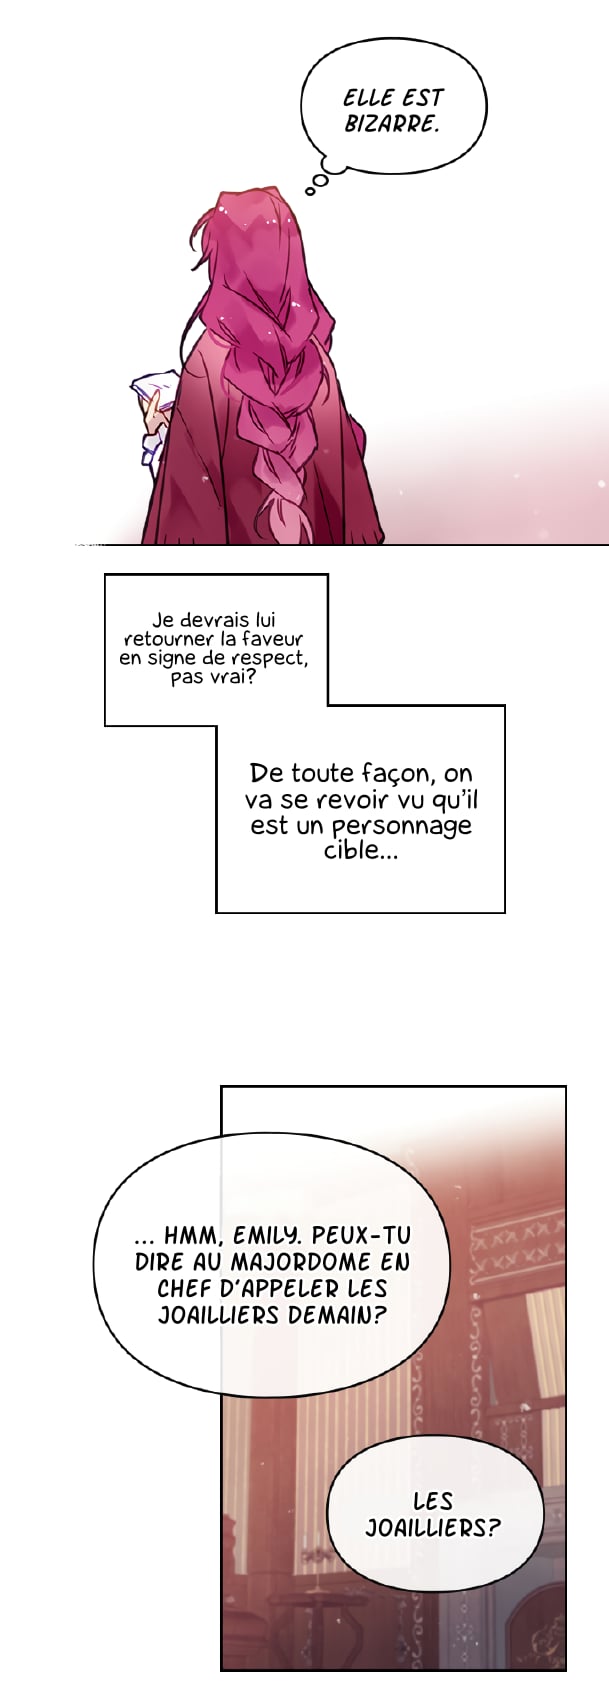 ELLE EST
BIZARRE.
Je devrais lui
retourner la faveur
en signe de respect,
pas vrai?
De toute façon, on
va se revoir vu qu'il
est un personnage
cible...
... HMM, EMILY. PEUX-TU
DIRE AU MAJORDOME EN
CHEF D'APPELER LES
JOAILLIERS DEMAIN?
LES
JOAILLIERS?